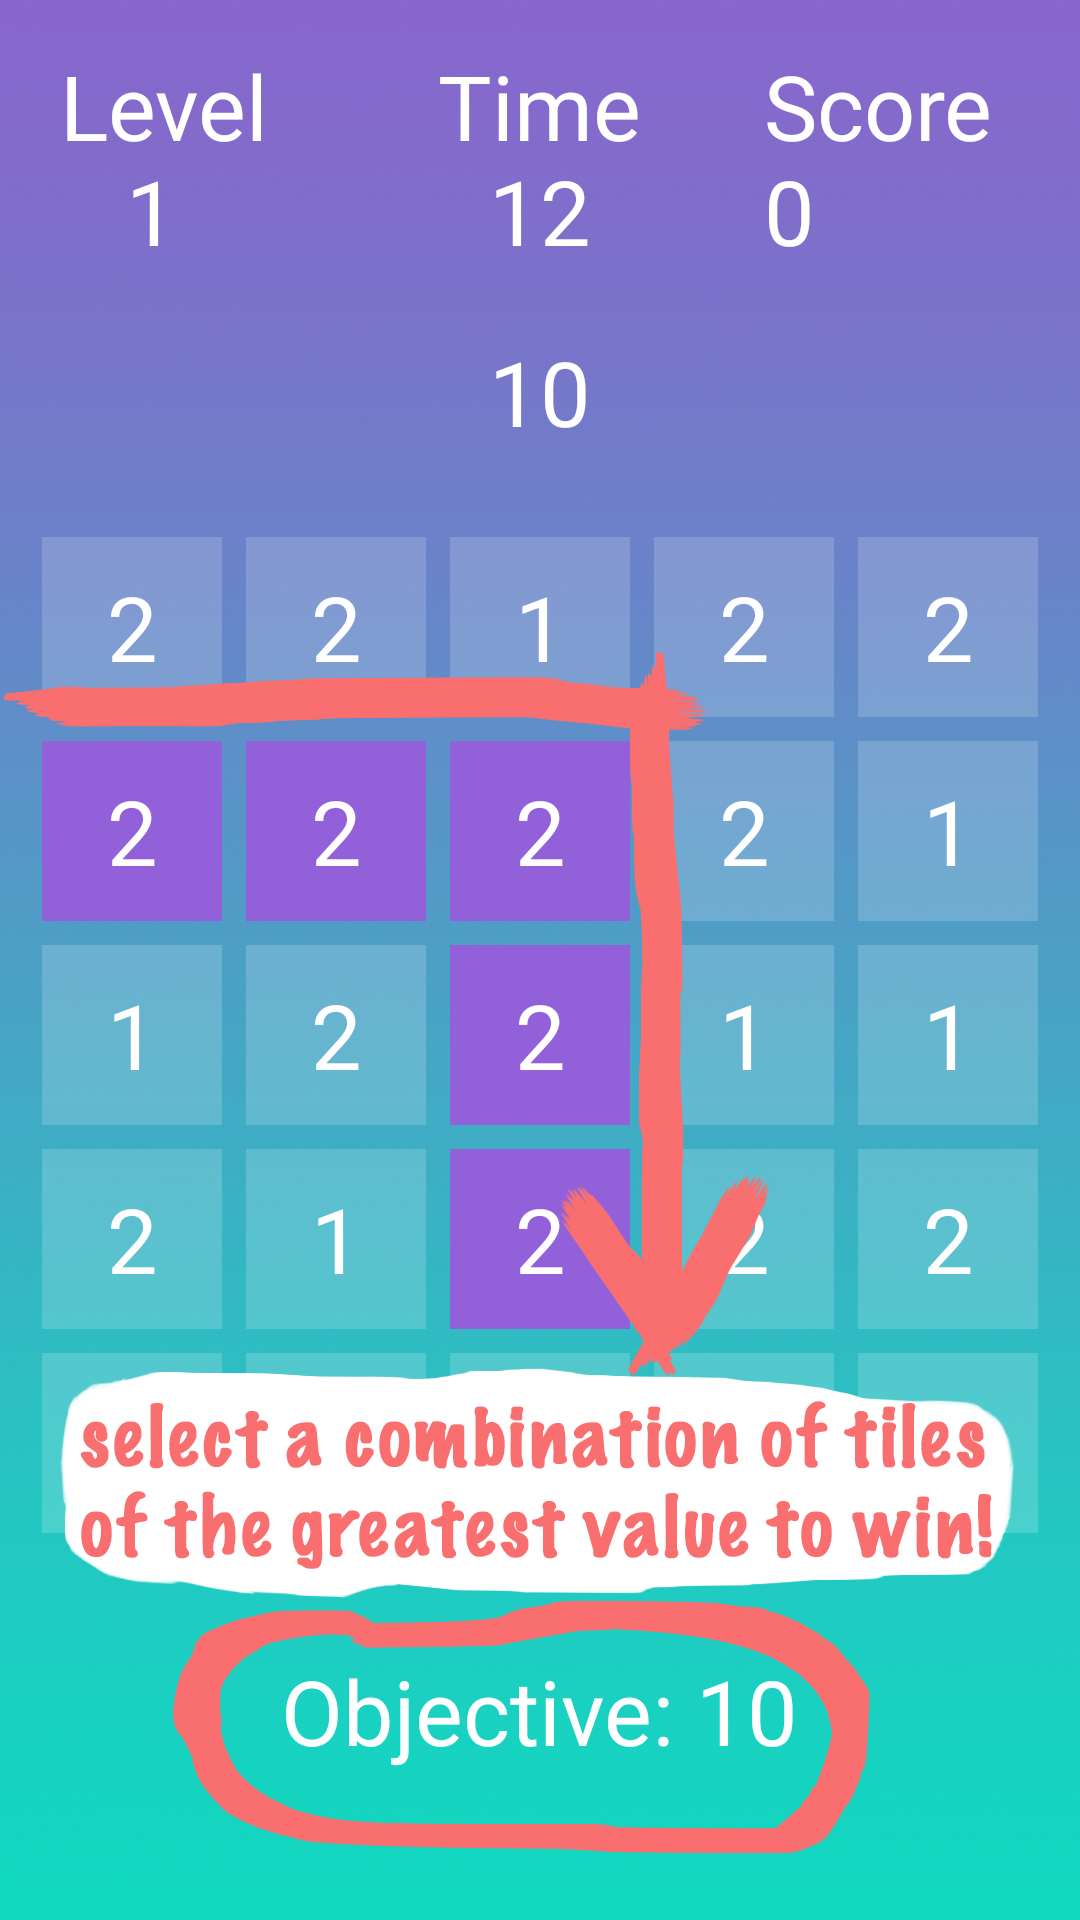 Level Time Score
1 12 0
10
2 2 1 2 2
2 2 2 2 1
1 2 2 1 1
2 1 2 2 2
select a combination of tiles
of the greatest value to win!
Objective: 10